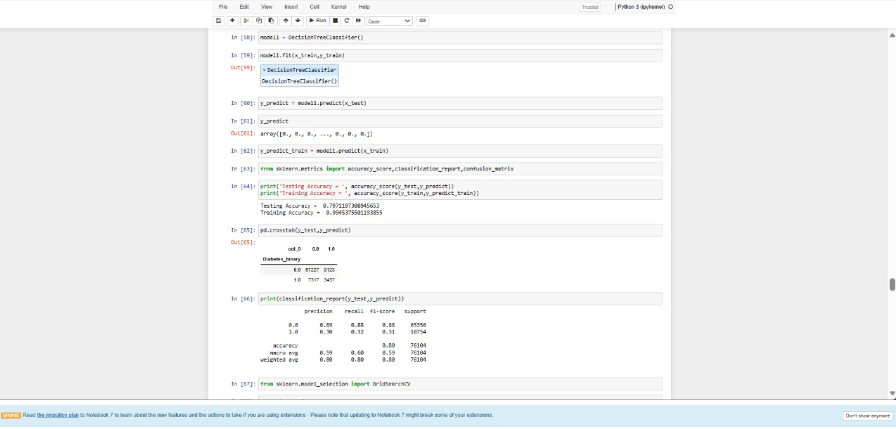 File Edit View Insert Cell Kernel Help
Trusted Python 3 (ipykernel)
Run Code
In [58]: model1 = DecisionTreeClassifier()
In [59]: model1.fit(x_train,y_train)
Out[59]: DecisionTreeClassifier
DecisionTreeClassifier()
In [60]: y_predict = model1.predict(x_test)
In [61]: y_predict
Out[61]: array([0., 0., 0., ..., 0., 0., 0.])
In [62]: y_predict_train = model1.predict(x_train)
In [63]: from sklearn.metrics import accuracy_score,classification_report,confusion_matrix
In [64]: print("Testing Accuracy = ", accuracy_score(y_test,y_predict))
print("Training Accuracy = ", accuracy_score(y_train,y_predict_train))
Testing Accuracy = 0.7971197308945653
Training Accuracy = 0.9945375501193855
In [65]: pd.crosstab(y_test,y_predict)
Out[65]:
col_0 0.0 1.0
Diabetes_binary
0.0 57227 8123
1.0 7317 3437
In [66]: print(classification_report(y_test,y_predict))
precision recall f1-score support
0.0 0.89 0.88 0.88 65350
1.0 0.30 0.32 0.31 10754
accuracy 0.80 76104
macro avg 0.59 0.60 0.59 76104
weighted avg 0.80 0.80 0.80 76104
In [67]: from sklearn.model_selection import GridSearchCV
UPDATE Read the migration plan to Notebook 7 to learn about the new features and the actions to take if you are using extensions - Please note that updating to Notebook 7 might break some of your extensions.
Don't show anymore